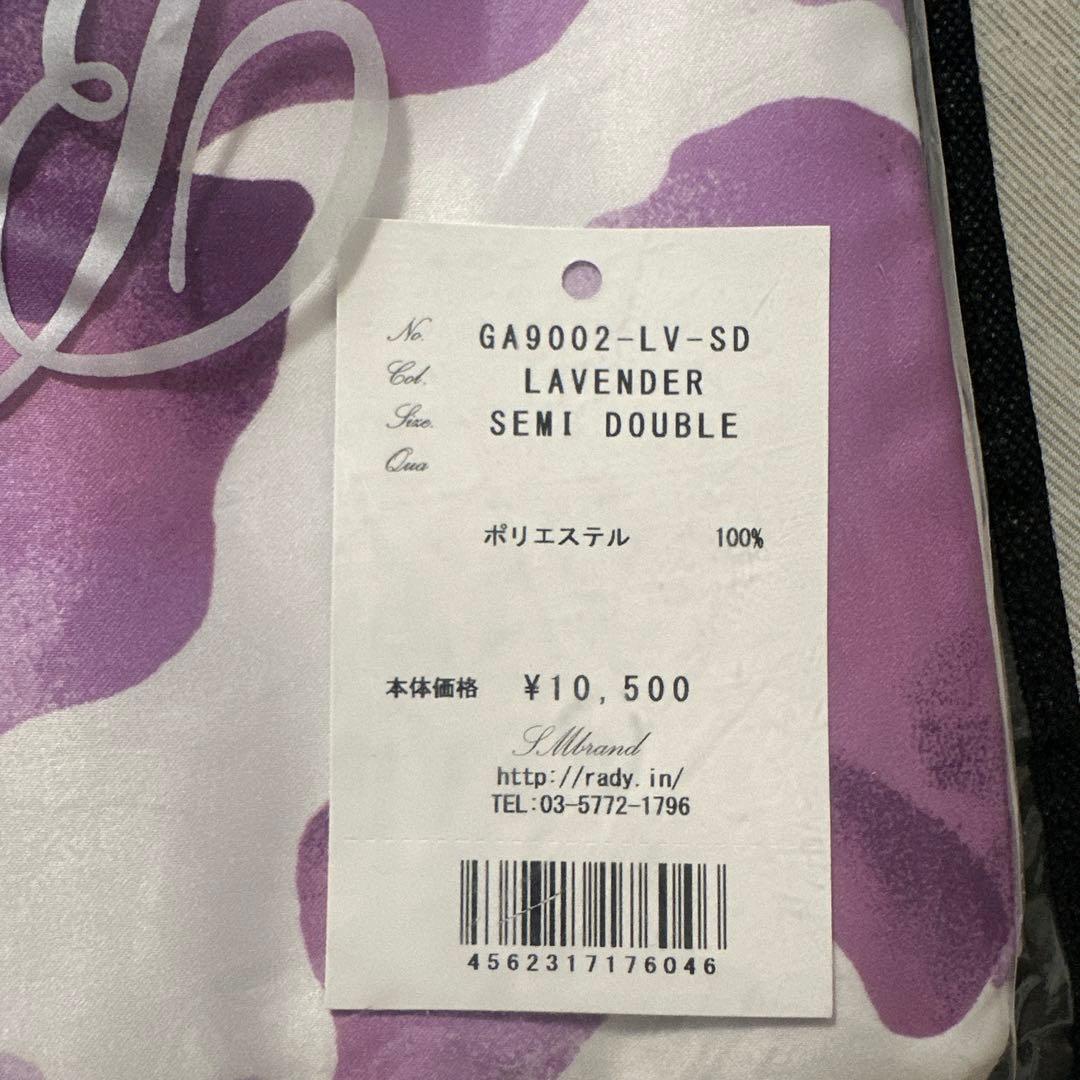 No. GA9002-LV-SD
Col. LAVENDER
Size. SEMI DOUBLE
Qua
ポリエステル 100%
本体価格 ¥10,500
S.Mbrand
http://rady.in/
TEL:03-5772-1796
4562317176046